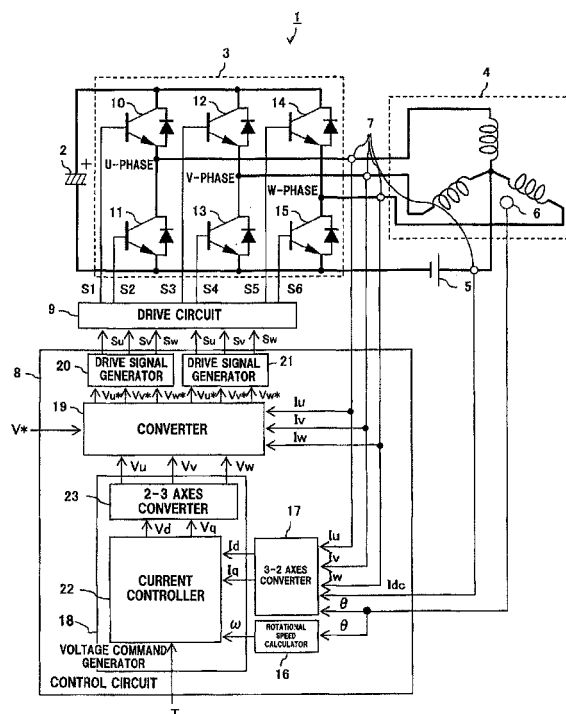 1
3
4
10
12
14
7
2
+
U-PHASE
V-PHASE
W-PHASE
6
11
13
15
S1
S2
S3
S4
S5
S6
5
9
DRIVE CIRCUIT
Su
Sv
Sw
Su
Sv
Sw
8
20
DRIVE SIGNAL GENERATOR
DRIVE SIGNAL GENERATOR
21
Vu*
Vv*
Vw*
Vu*
Vv*
Vw*
19
V*
CONVERTER
Iu
Iv
Iw
Vu
Vv
Vw
23
2-3 AXES CONVERTER
17
Vd
Vq
Id
Iq
3-2 AXES CONVERTER
Iu
Iv
Iw
Idc
θ
22
CURRENT CONTROLLER
18
ω
ROTATIONAL SPEED CALCULATOR
θ
16
VOLTAGE COMMAND GENERATOR
CONTROL CIRCUIT